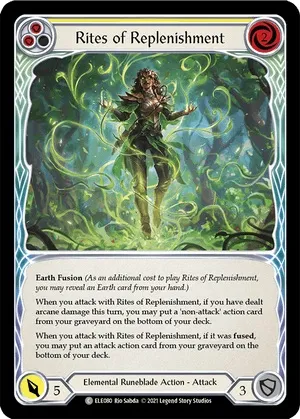 Rites of Replenishment
2
Earth Fusion (As an additional cost to play Rites of Replenishment,
you may reveal an Earth card from your hand.)
When you attack with Rites of Replenishment, if you have dealt
arcane damage this turn, you may put a 'non-attack' action card
from your graveyard on the bottom of your deck.
When you attack with Rites of Replenishment, if it was fused,
you may put an attack action card from your graveyard on the
bottom of your deck.
5
Elemental Runeblade Action - Attack
3
C ELE080 Rio Sabda © 2021 Legend Story Studios